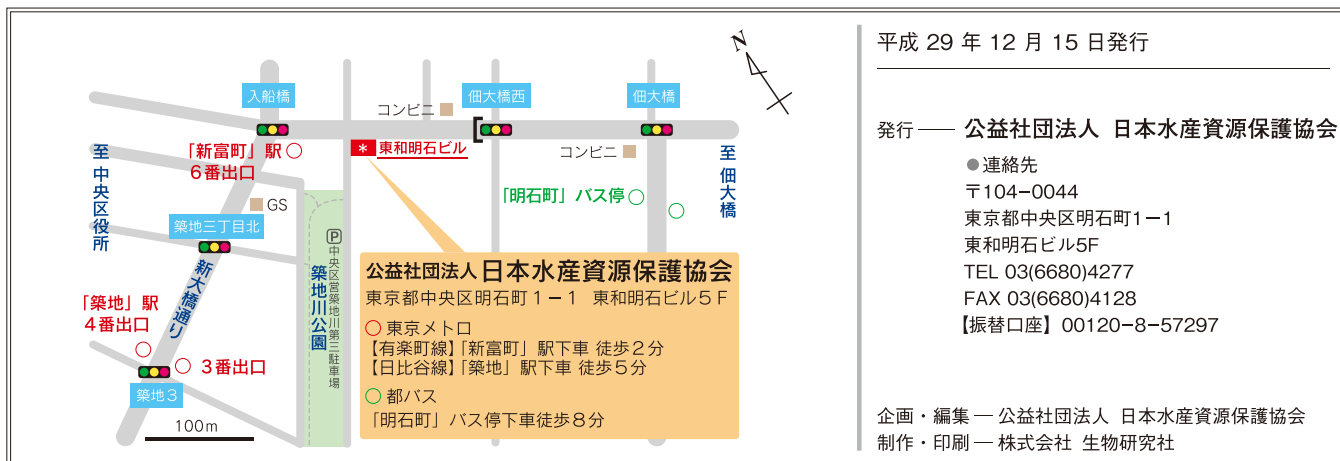 N
入船橋
コンビニ
佃大橋西
佃大橋
「新富町」駅
6番出口
* 東和明石ビル
コンビニ
至 中央区役所
至 佃大橋
GS
「明石町」バス停
築地三丁目北
新大橋通り
P 中央区営築地川第三駐車場
築地川公園
「築地」駅
4番出口
3番出口
築地3
100m
公益社団法人 日本水産資源保護協会
東京都中央区明石町1−1 東和明石ビル5F
東京メトロ
【有楽町線】「新富町」駅下車 徒歩2分
【日比谷線】「築地」駅下車 徒歩5分
都バス
「明石町」バス停下車徒歩8分
平成 29 年 12 月 15 日発行
発行 ― 公益社団法人 日本水産資源保護協会
●連絡先
〒104−0044
東京都中央区明石町1−1
東和明石ビル5F
TEL 03(6680)4277
FAX 03(6680)4128
【振替口座】00120−8−57297
企画・編集 ― 公益社団法人 日本水産資源保護協会
制作・印刷 ― 株式会社 生物研究社